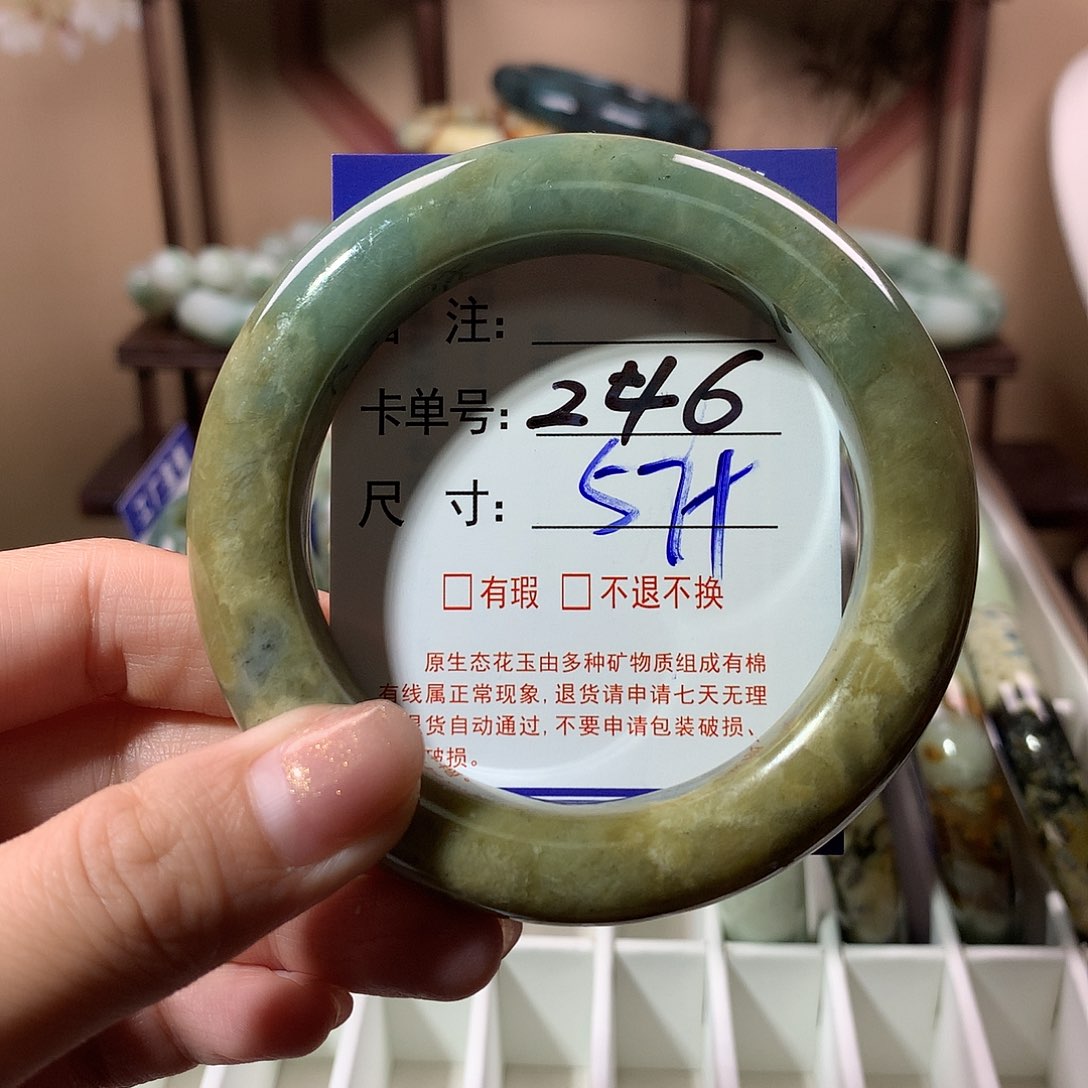 注:
卡单号: 246
尺 寸: 57H
□有瑕 □不退不换
原生态花玉由多种矿物质组成有棉
有线属正常现象,退货请申请七天无理
退货自动通过,不要申请包装破损、
破损。